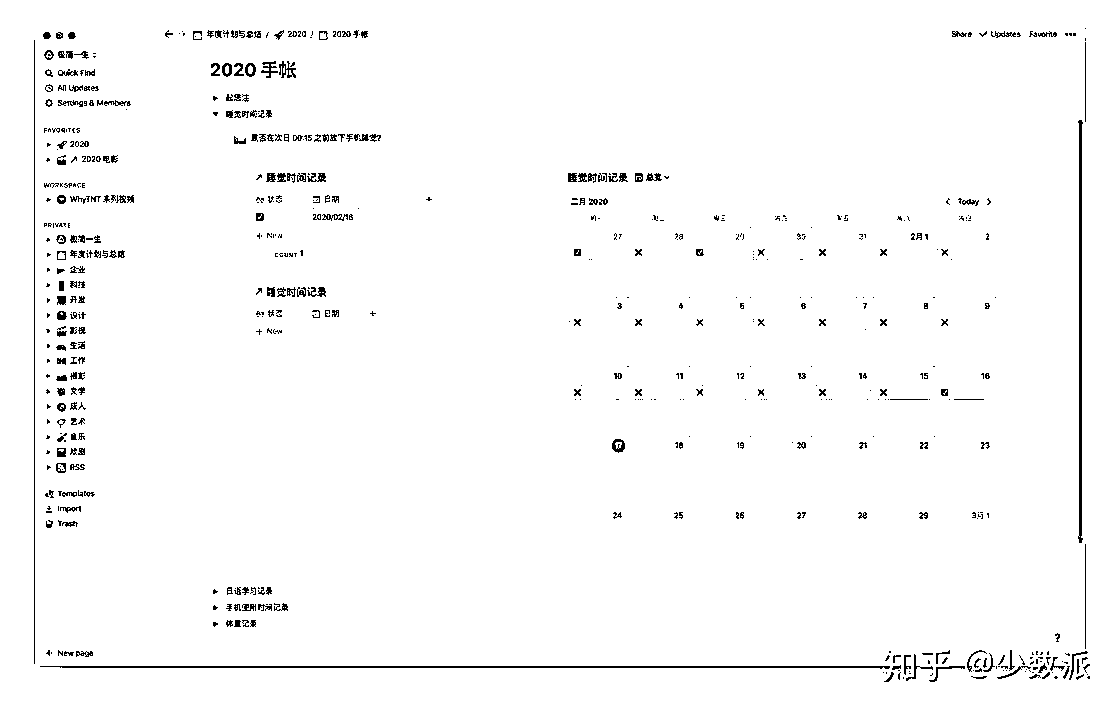 年度计划与总结 / 2020 / 2020 手帐
Share Updates Favorite
极简一生
Quick Find
All Updates
Settings & Members
FAVORITES
2020
2020 电影
WORKSPACE
WhyTNT 系列视频
PRIVATE
极简一生
年度计划与总结
企业
科技
开发
设计
影视
生活
工作
摄影
文学
成人
艺术
音乐
戏剧
RSS
Templates
Import
Trash
New page
2020 手帐
起居注
睡觉时间记录
是否在次日 00:15 之前放下手机睡觉?
睡觉时间记录
Aa 状态 日期 +
2020/02/16
+ New
COUNT 1
睡觉时间记录
Aa 状态 日期 +
+ New
睡觉时间记录 总览
二月 2020 Today
周一 周二 周三 周四 周五 周六 周日
27 28 29 30 31 2月 1 2
3 4 5 6 7 8 9
10 11 12 13 14 15 16
17 18 19 20 21 22 23
24 25 26 27 28 29 3月 1
日语学习记录
手机使用时间记录
体重记录
?
知乎 @少数派